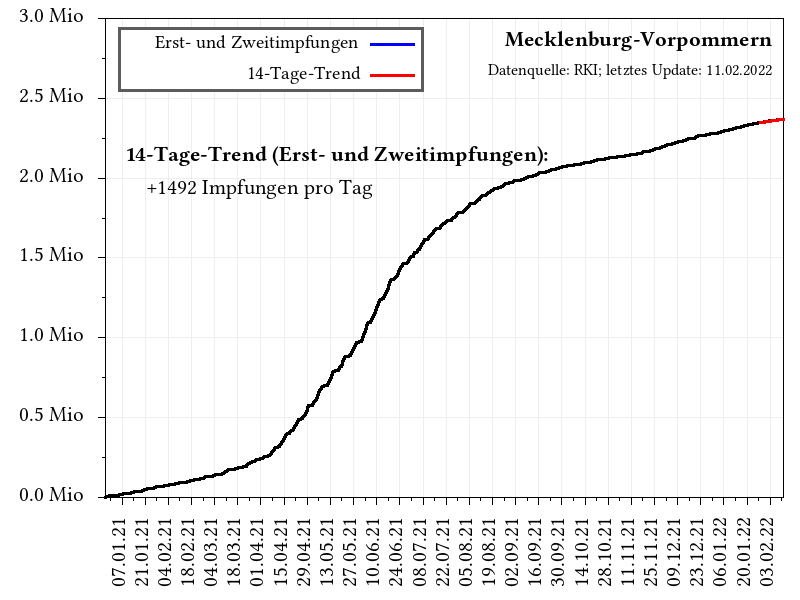 3.0 Mio
2.5 Mio
2.0 Mio
1.5 Mio
1.0 Mio
0.5 Mio
0.0 Mio
Erst- und Zweitimpfungen
14-Tage-Trend
Mecklenburg-Vorpommern
Datenquelle: RKI; letztes Update: 11.02.2022
14-Tage-Trend (Erst- und Zweitimpfungen):
+1492 Impfungen pro Tag
07.01.21
21.01.21
04.02.21
18.02.21
04.03.21
18.03.21
01.04.21
15.04.21
29.04.21
13.05.21
27.05.21
10.06.21
24.06.21
08.07.21
22.07.21
05.08.21
19.08.21
02.09.21
16.09.21
30.09.21
14.10.21
28.10.21
11.11.21
25.11.21
09.12.21
23.12.21
06.01.22
20.01.22
03.02.22